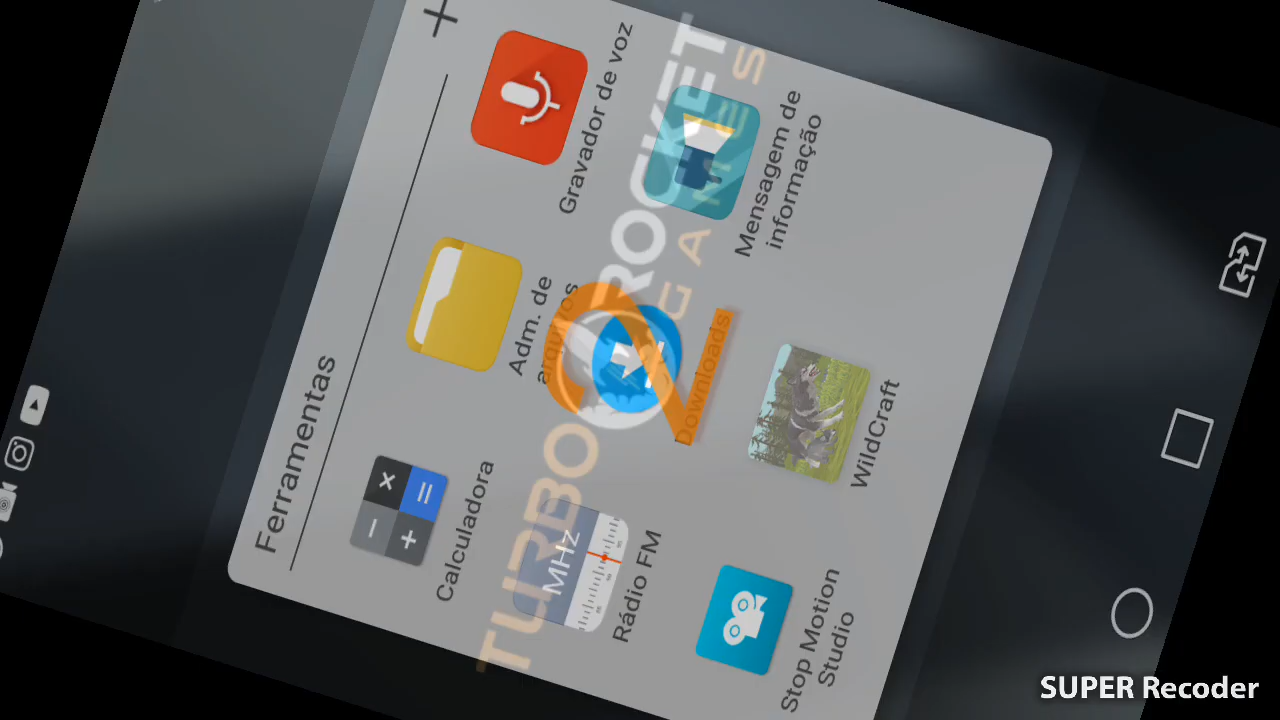 Ferramentas
Calculadora
Adm. de
arquivos
Gravador de voz
MHz
Rádio FM
Downloads
Mensagem de
informação
Stop Motion
Studio
WildCraft
TURBO ROCKET
GAMES
SUPER Recoder